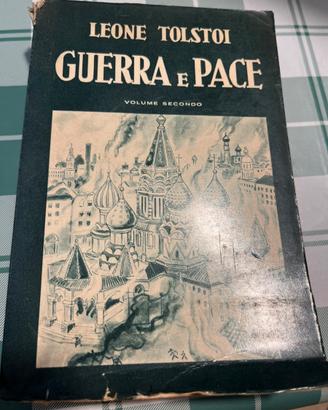 LEONE TOLSTOI
GUERRA E PACE
VOLUME SECONDO